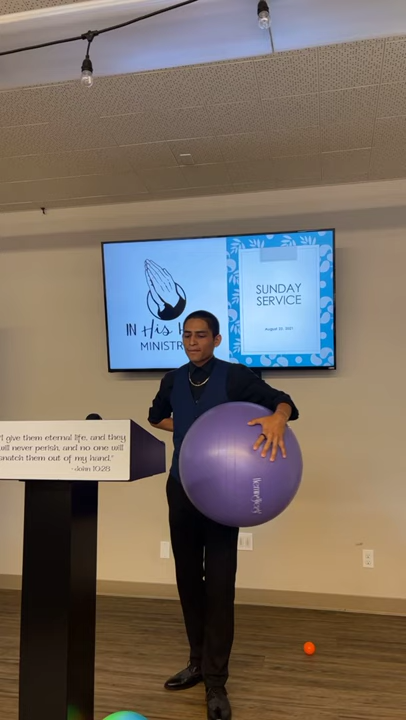 SUNDAY
SERVICE
IN His H
MINISTR
"I give them eternal life, and they
will never perish, and no one will
snatch them out of my hand."
-John 10:28